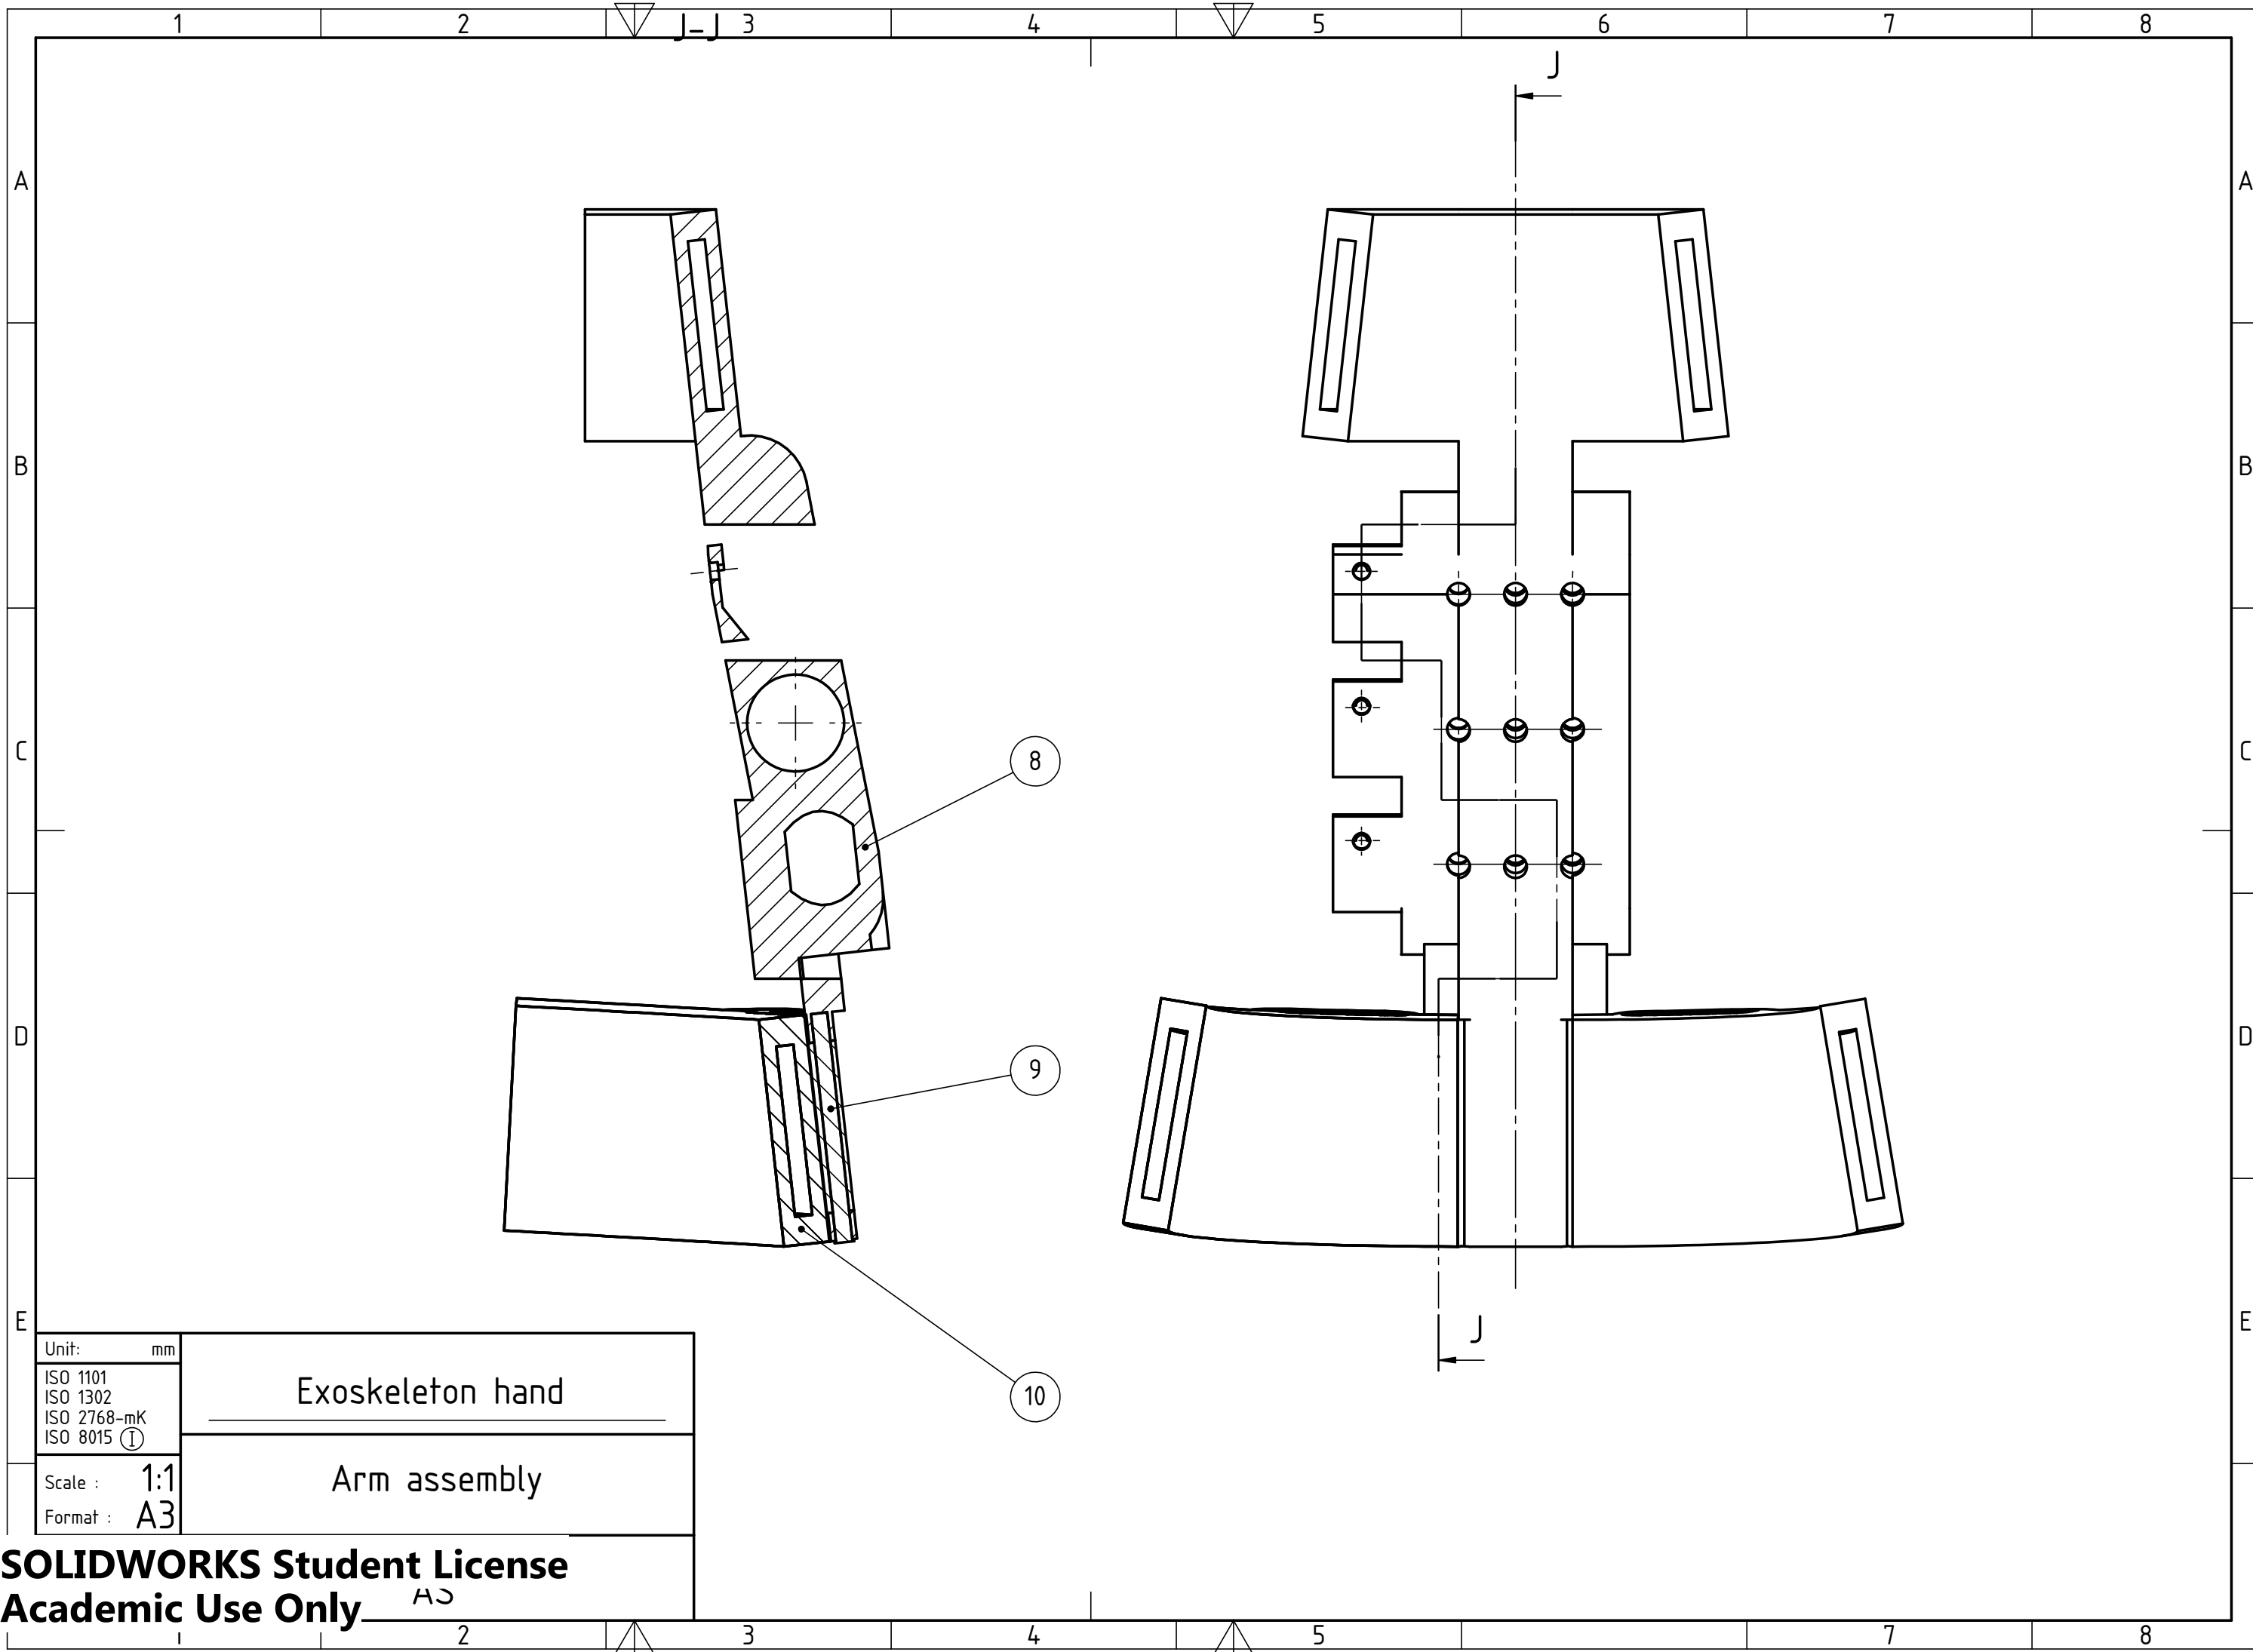 1 2 3 4 5 6 7 8
J-J
J
A A
B B
8
C C
9
D D
J
E E
10
Unit: mm
ISO 1101
ISO 1302
ISO 2768-mK
ISO 8015 I
Exoskeleton hand
Scale : 1:1
Arm assembly
Format : A3
SOLIDWORKS Student License
Academic Use Only
2 3 4 5 6 7 8